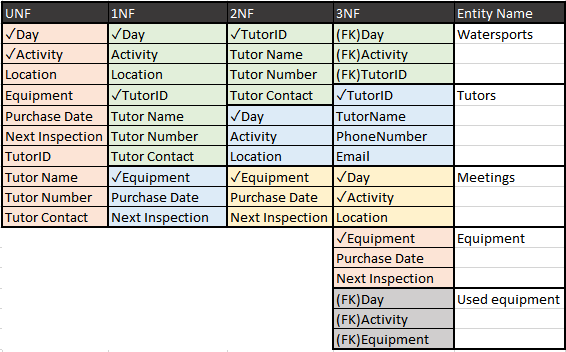 UNF 1NF 2NF 3NF Entity Name
✓Day ✓Day ✓TutorID (FK)Day Watersports
✓Activity Activity Tutor Name (FK)Activity
Location Location Tutor Number (FK)TutorID
Equipment ✓TutorID Tutor Contact ✓TutorID Tutors
Purchase Date Tutor Name ✓Day TutorName
Next Inspection Tutor Number Activity PhoneNumber
TutorID Tutor Contact Location Email
Tutor Name ✓Equipment ✓Equipment ✓Day Meetings
Tutor Number Purchase Date Purchase Date ✓Activity
Tutor Contact Next Inspection Next Inspection Location
✓Equipment Equipment
Purchase Date
Next Inspection
(FK)Day Used equipment
(FK)Activity
(FK)Equipment